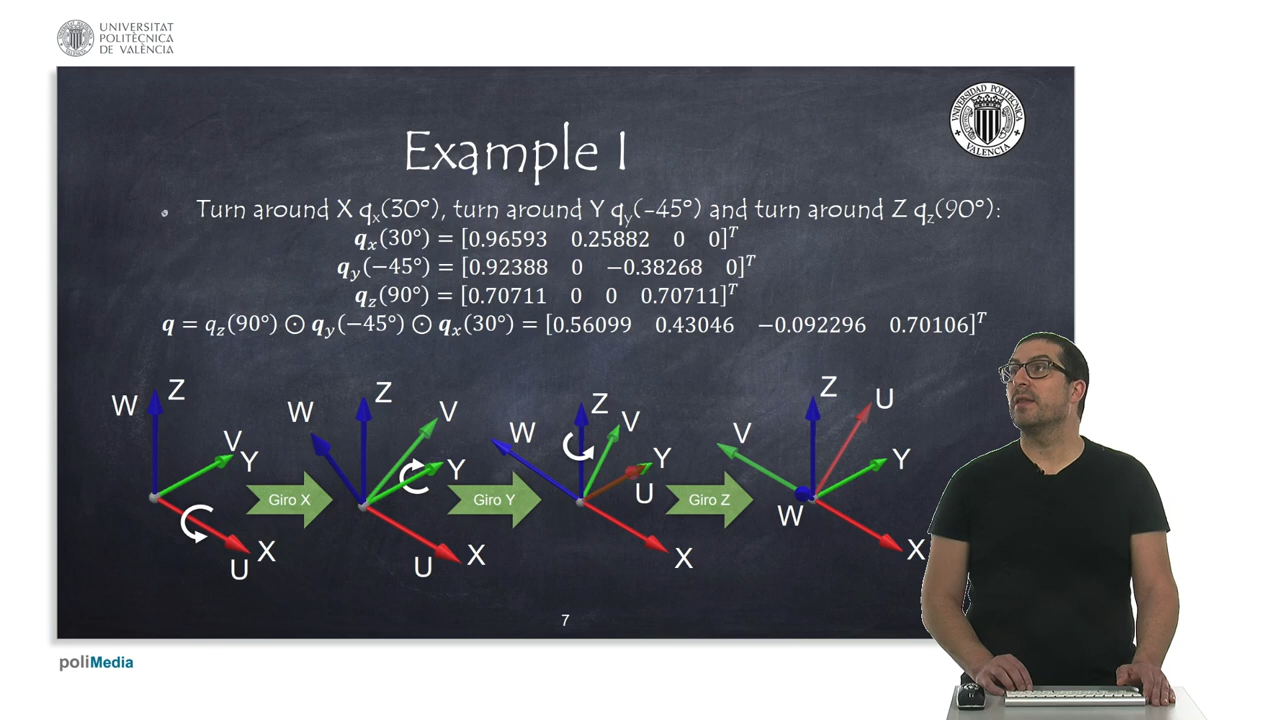 UNIVERSITAT
POLITÈCNICA
DE VALÈNCIA
UNIVERSIDAD POLITECNICA
VALENCIA
Example I
• Turn around X qx(30°), turn around Y qy(-45°) and turn around Z qz(90°):
qx(30°) = [0.96593 0.25882 0 0]^T
qy(−45°) = [0.92388 0 −0.38268 0]^T
qz(90°) = [0.70711 0 0 0.70711]^T
q = qz(90°) ⊙ qy(−45°) ⊙ qx(30°) = [0.56099 0.43046 −0.092296 0.70106]^T
W Z V Y X U
Giro X
W Z V Y X U
Giro Y
W Z V Y U X
Giro Z
V Z U Y W X
7
poliMedia